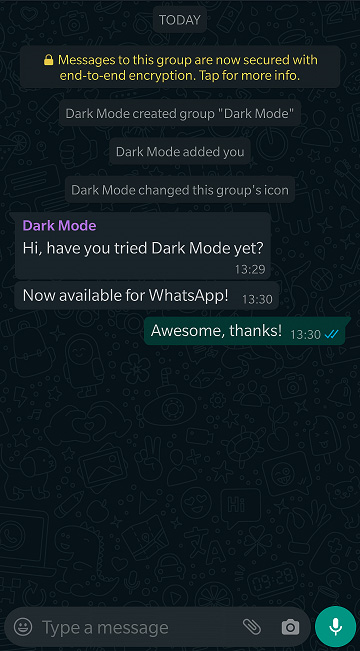 TODAY
Messages to this group are now secured with
end-to-end encryption. Tap for more info.
Dark Mode created group "Dark Mode"
Dark Mode added you
Dark Mode changed this group's icon
Dark Mode
Hi, have you tried Dark Mode yet?
13:29
Now available for WhatsApp! 13:30
Awesome, thanks! 13:30
Hi
Type a message